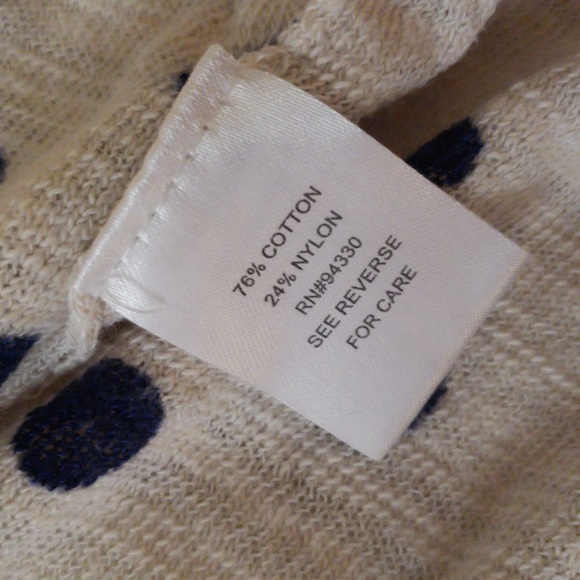 76% COTTON
24% NYLON
RN#94330
SEE REVERSE
FOR CARE